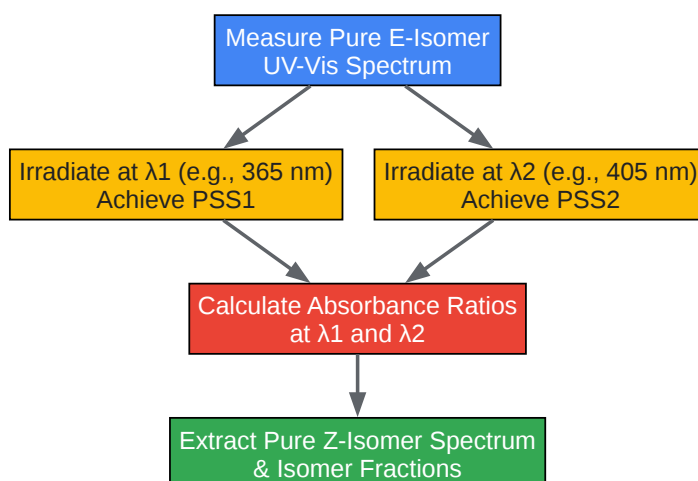 Measure Pure E-Isomer
UV-Vis Spectrum
Irradiate at λ1 (e.g., 365 nm)
Achieve PSS1
Irradiate at λ2 (e.g., 405 nm)
Achieve PSS2
Calculate Absorbance Ratios
at λ1 and λ2
Extract Pure Z-Isomer Spectrum
& Isomer Fractions